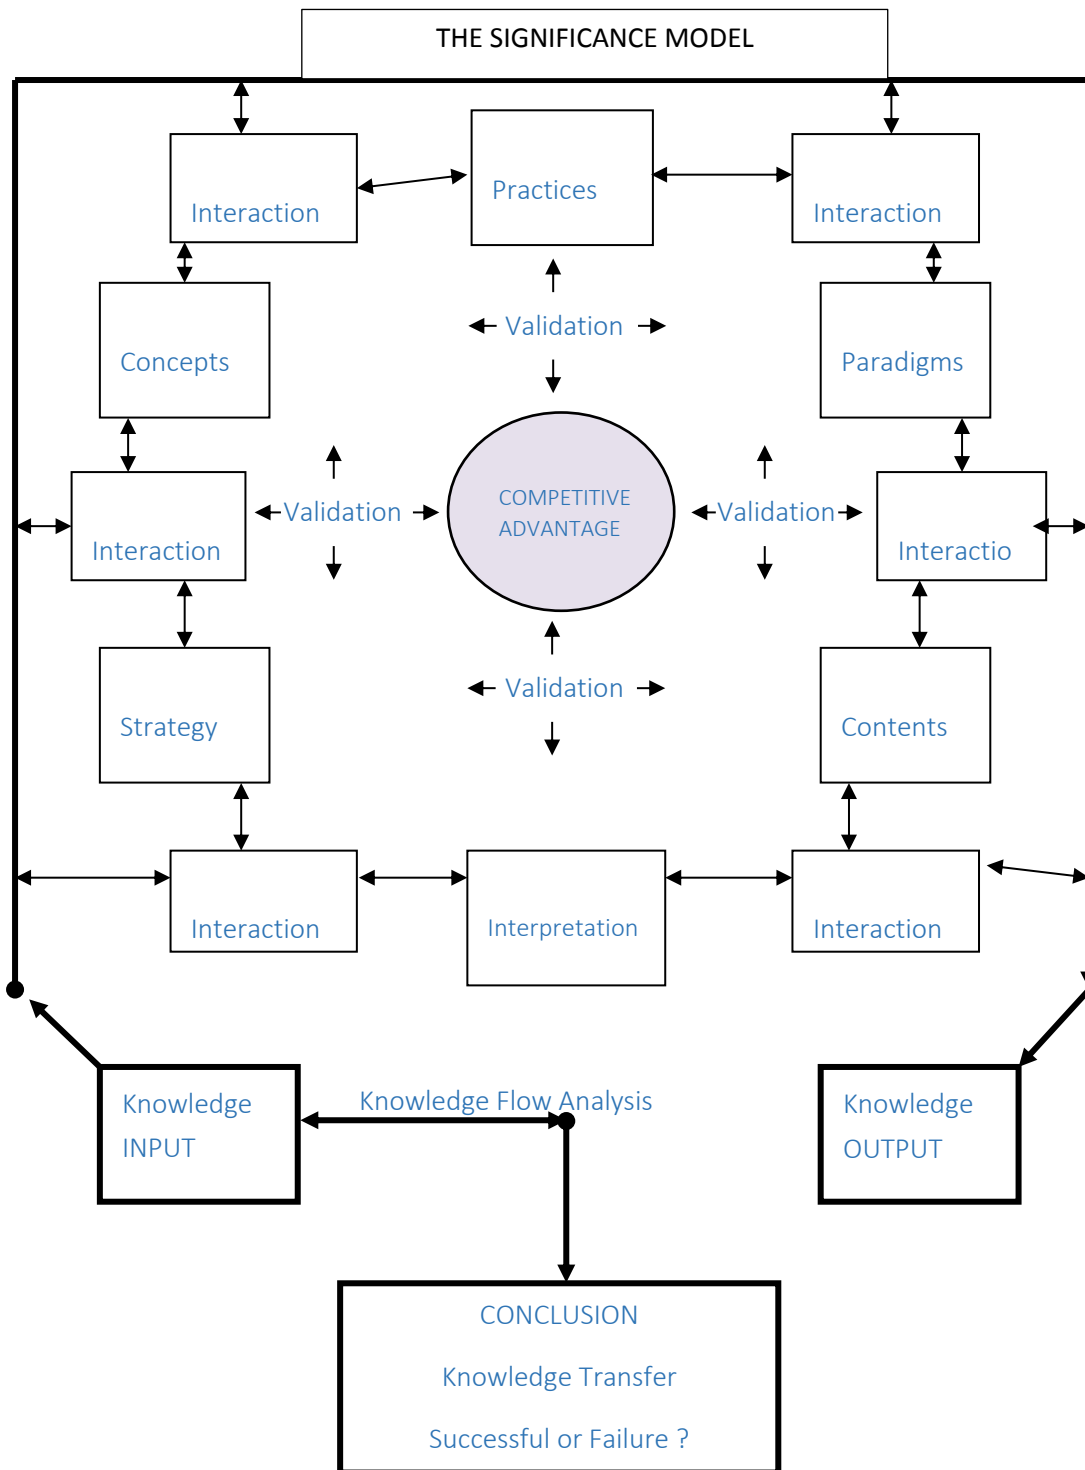 THE SIGNIFICANCE MODEL
Practices
Interaction
Interaction
Validation
Concepts
Paradigms
COMPETITIVE
ADVANTAGE
Validation
Validation
Interaction
Interactio
Validation
Strategy
Contents
Interaction
Interpretation
Interaction
Knowledge
INPUT
Knowledge Flow Analysis
Knowledge
OUTPUT
CONCLUSION
Knowledge Transfer
Successful or Failure ?